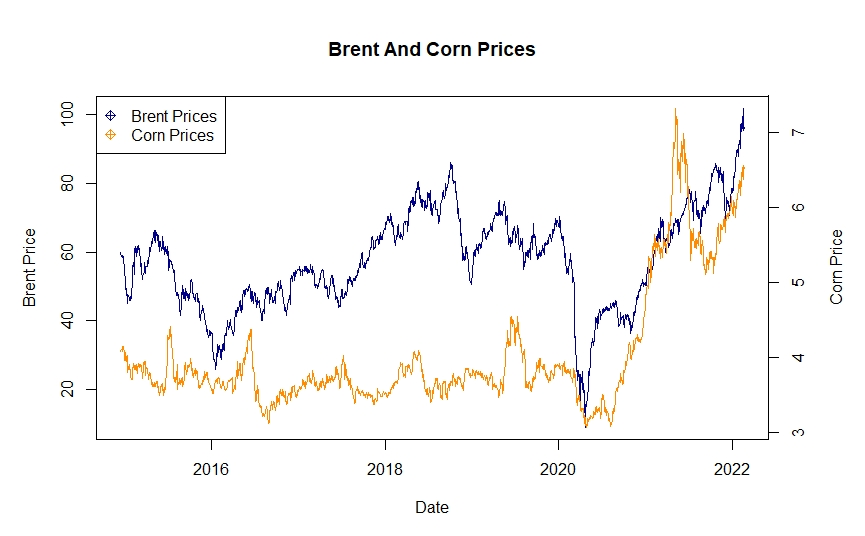 Brent And Corn Prices
Brent Prices
Corn Prices
Brent Price
20
40
60
80
100
Corn Price
3
4
5
6
7
2016
2018
2020
2022
Date